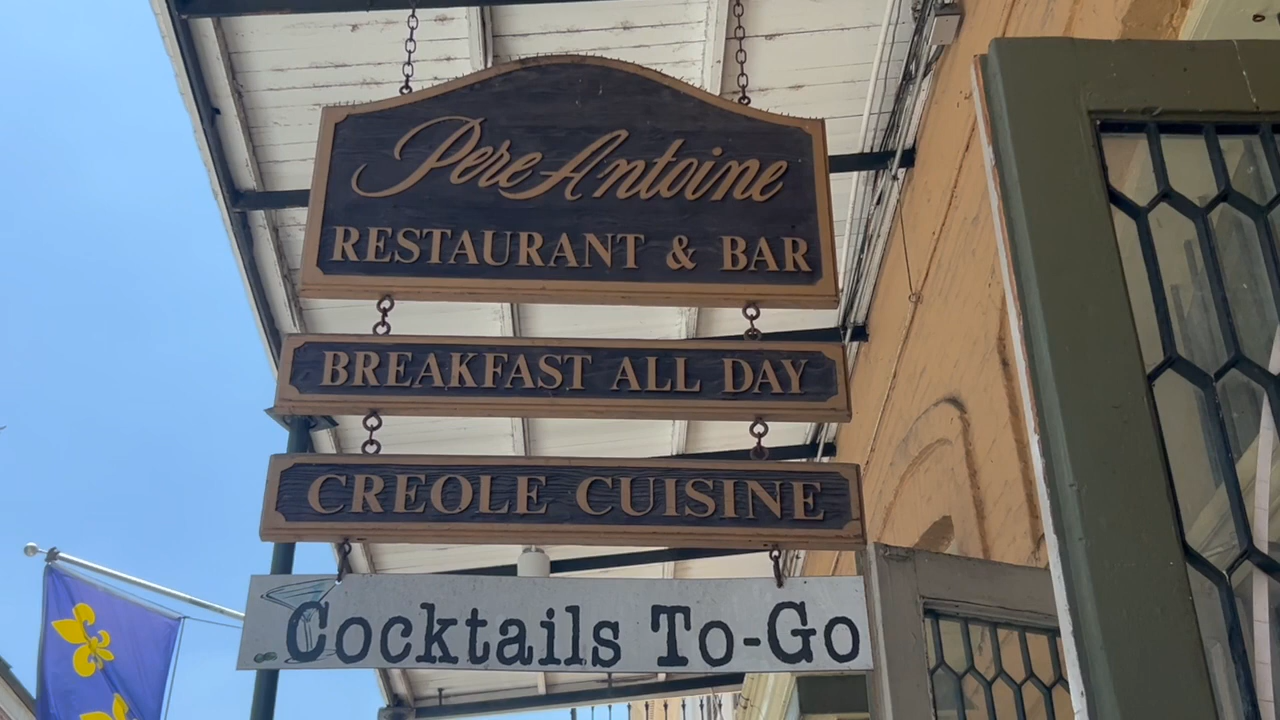 Pere Antoine
RESTAURANT & BAR
BREAKFAST ALL DAY
CREOLE CUISINE
Cocktails To-Go